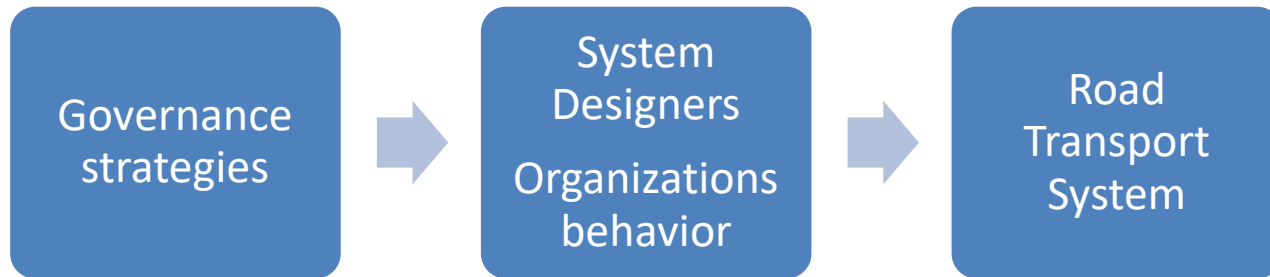 Governance
strategies
System
Designers
Organizations
behavior
Road
Transport
System